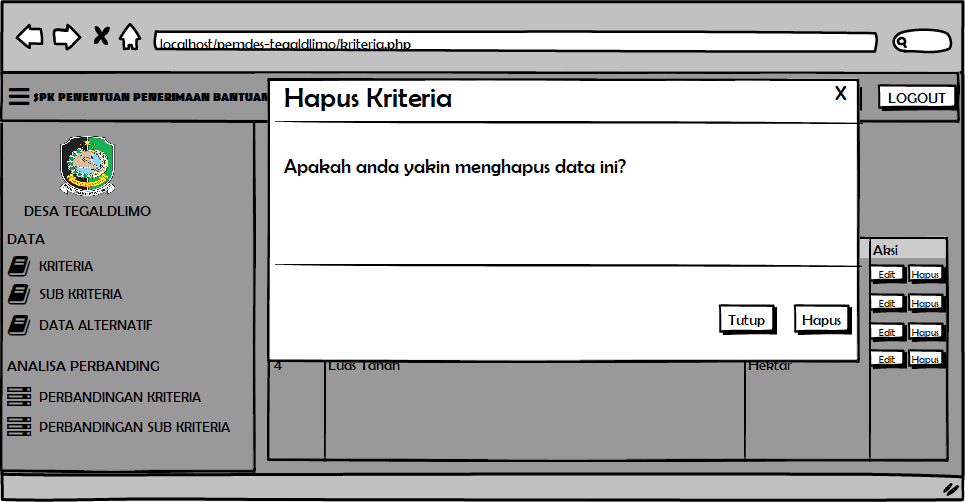 localhost/pemdes-tegaldlimo/kriteria.php
SPK PENENTUAN PENERIMAAN BANTUAN
LOGOUT
Hapus Kriteria
X
Apakah anda yakin menghapus data ini?
Tutup
Hapus
DESA TEGALDLIMO
DATA
KRITERIA
SUB KRITERIA
DATA ALTERNATIF
ANALISA PERBANDING
PERBANDINGAN KRITERIA
PERBANDINGAN SUB KRITERIA
Aksi
Edit Hapus
Edit Hapus
Edit Hapus
4 Luas Tanah Hektar Edit Hapus